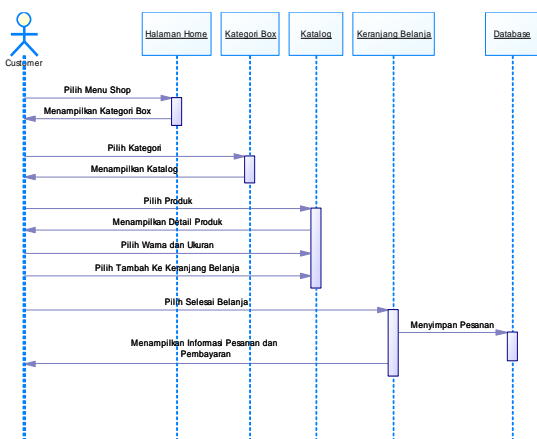 Halaman Home
Kategori Box
Katalog
Keranjang Belanja
Database
Customer
Pilih Menu Shop
Menampilkan Kategori Box
Pilih Kategori
Menampilkan Katalog
Pilih Produk
Menampilkan Detail Produk
Pilih Warna dan Ukuran
Pilih Tambah Ke Keranjang Belanja
Pilih Selesai Belanja
Menyimpan Pesanan
Menampilkan Informasi Pesanan dan
Pembayaran